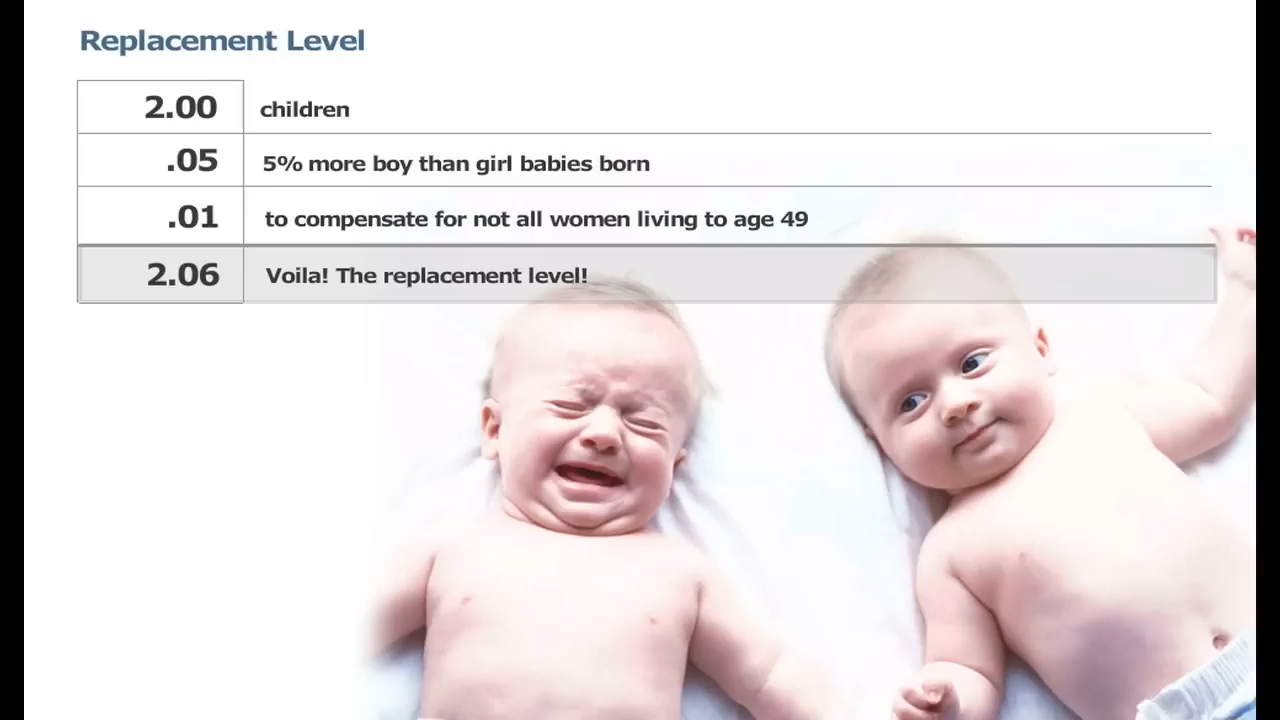 Replacement Level
2.00 children
.05 5% more boy than girl babies born
.01 to compensate for not all women living to age 49
2.06 Voila! The replacement level!